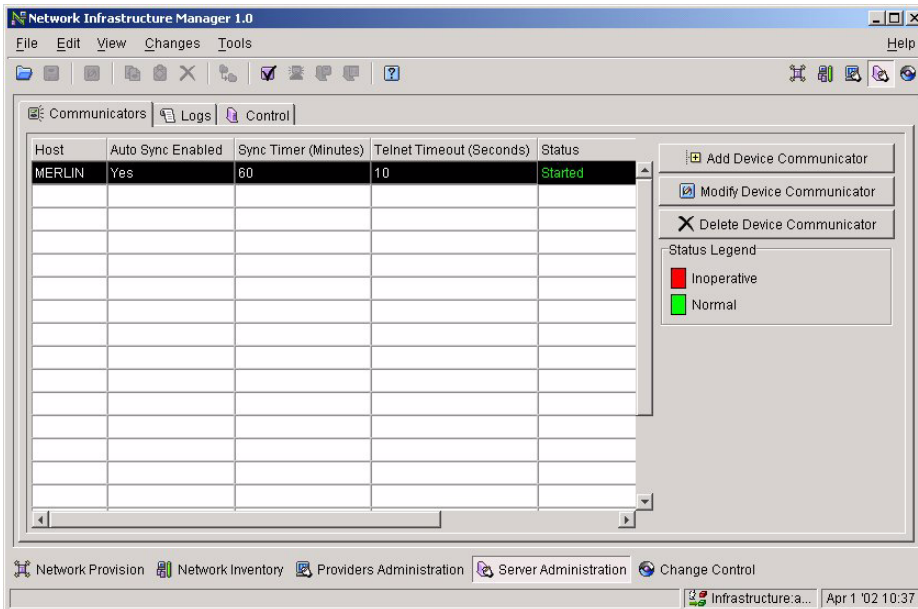 Network Infrastructure Manager 1.0
File Edit View Changes Tools Help
Communicators Logs Control
Host Auto Sync Enabled Sync Timer (Minutes) Telnet Timeout (Seconds) Status
MERLIN Yes 60 10 Started
Add Device Communicator
Modify Device Communicator
Delete Device Communicator
Status Legend
Inoperative
Normal
Network Provision Network Inventory Providers Administration Server Administration Change Control
Infrastructure:a... Apr 1 '02 10:37